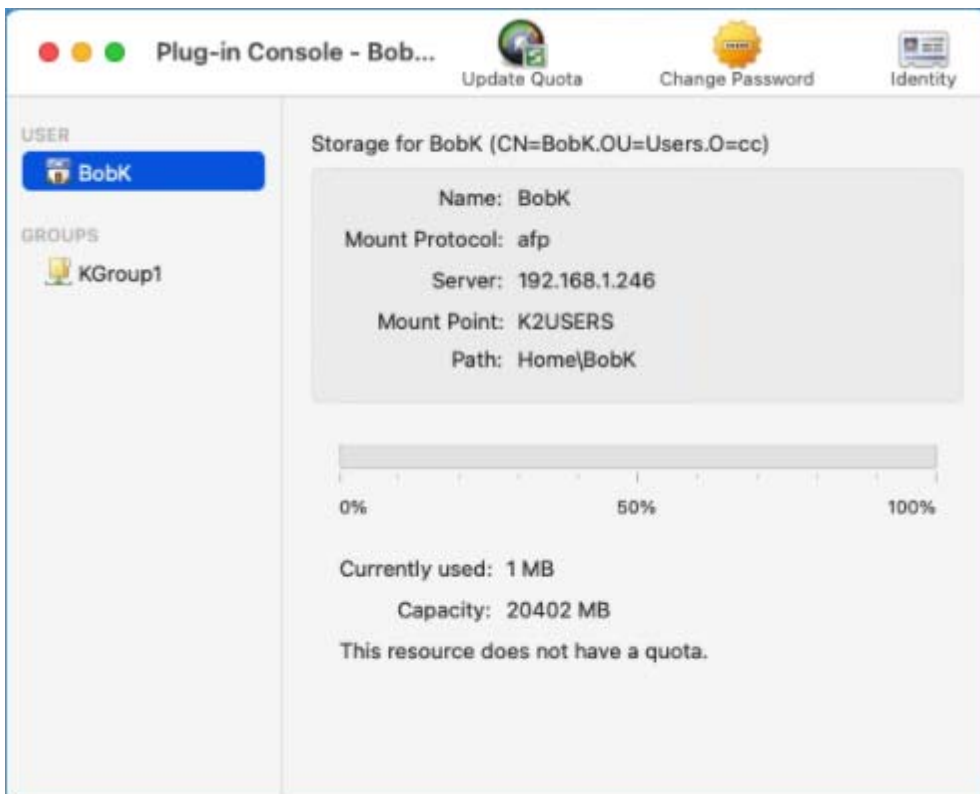 Plug-in Console - Bob...
Update Quota
Change Password
Identity
USER
BobK
GROUPS
KGroup1
Storage for BobK (CN=BobK.OU=Users.O=cc)
Name: BobK
Mount Protocol: afp
Server: 192.168.1.246
Mount Point: K2USERS
Path: Home\BobK
0% 50% 100%
Currently used: 1 MB
Capacity: 20402 MB
This resource does not have a quota.